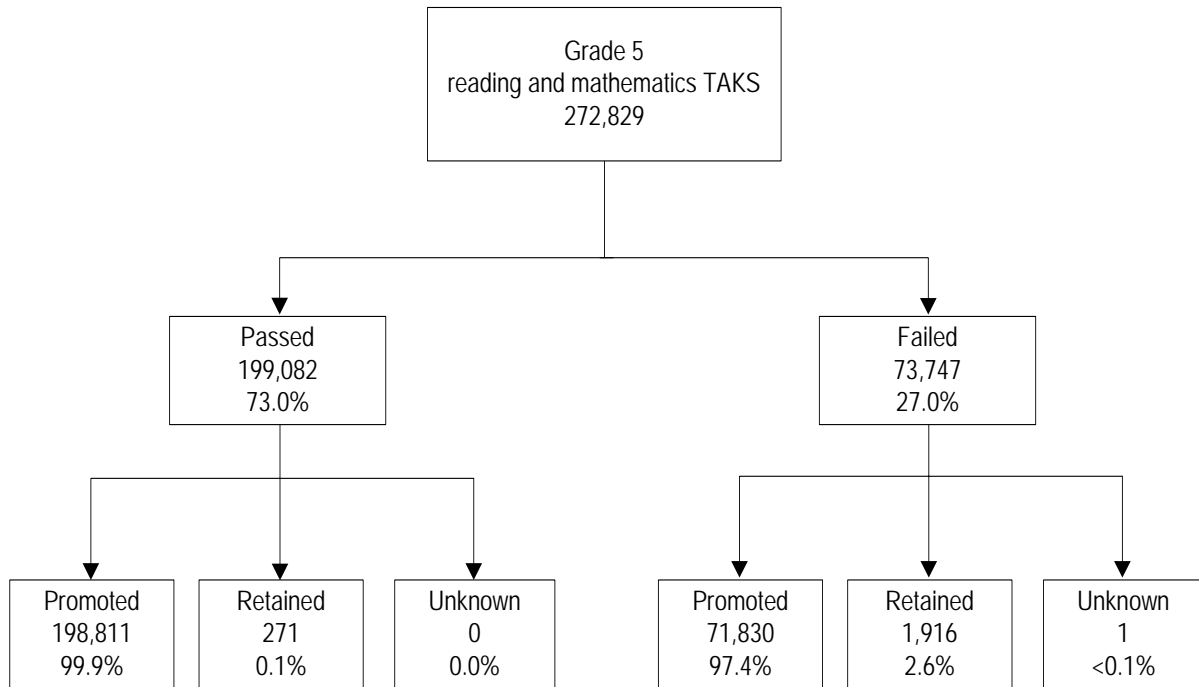 Grade 5
reading and mathematics TAKS
272,829
Passed
199,082
73.0%
Failed
73,747
27.0%
Promoted
198,811
99.9%
Retained
271
0.1%
Unknown
0
0.0%
Promoted
71,830
97.4%
Retained
1,916
2.6%
Unknown
1
<0.1%